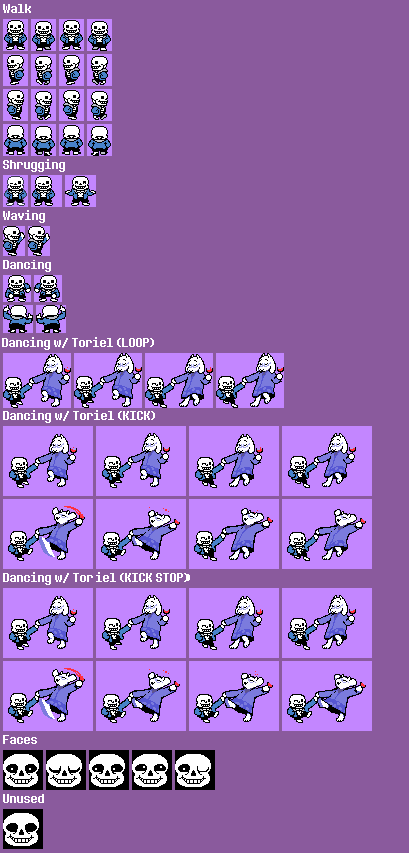 Walk
Shrugging
Waving
Dancing
Dancing w/ Toriel (LOOP)
Dancing w/ Toriel (KICK)
Dancing w/ Toriel (KICK STOP)
Faces
Unused